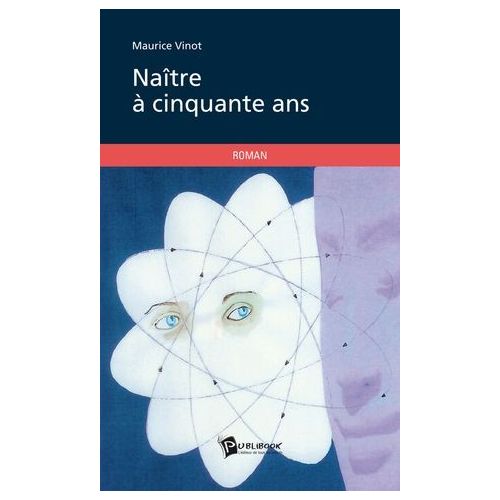 Maurice Vinot
Naître
à cinquante ans
ROMAN
PUBLIBOOK